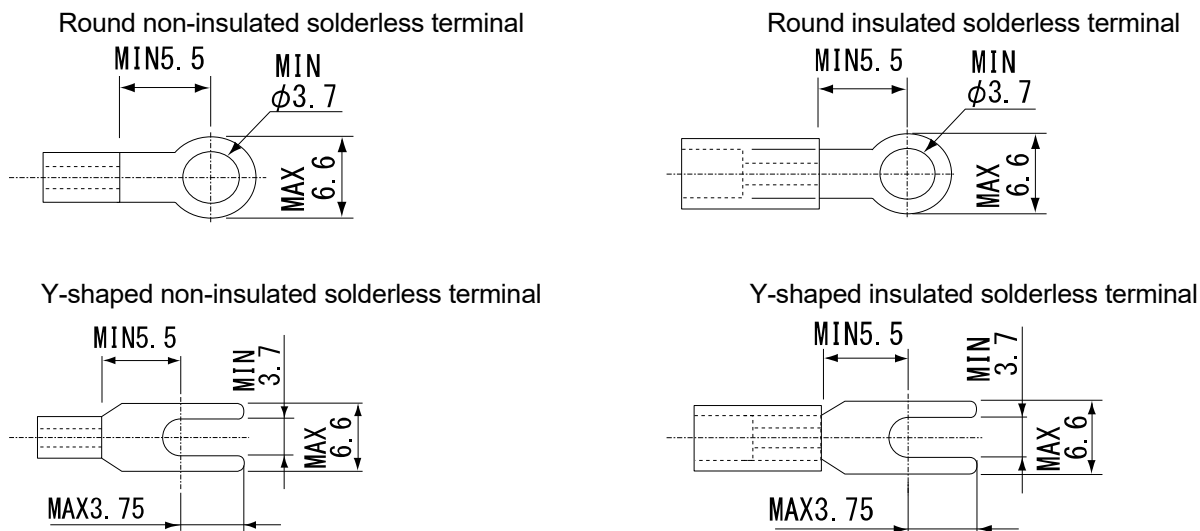 Round non-insulated solderless terminal
MIN5.5
MIN
φ3.7
MAX
6.6
Round insulated solderless terminal
MIN5.5
MIN
φ3.7
MAX
6.6
Y-shaped non-insulated solderless terminal
MIN5.5
MIN
3.7
MAX
6.6
MAX3.75
Y-shaped insulated solderless terminal
MIN5.5
MIN
3.7
MAX
6.6
MAX3.75